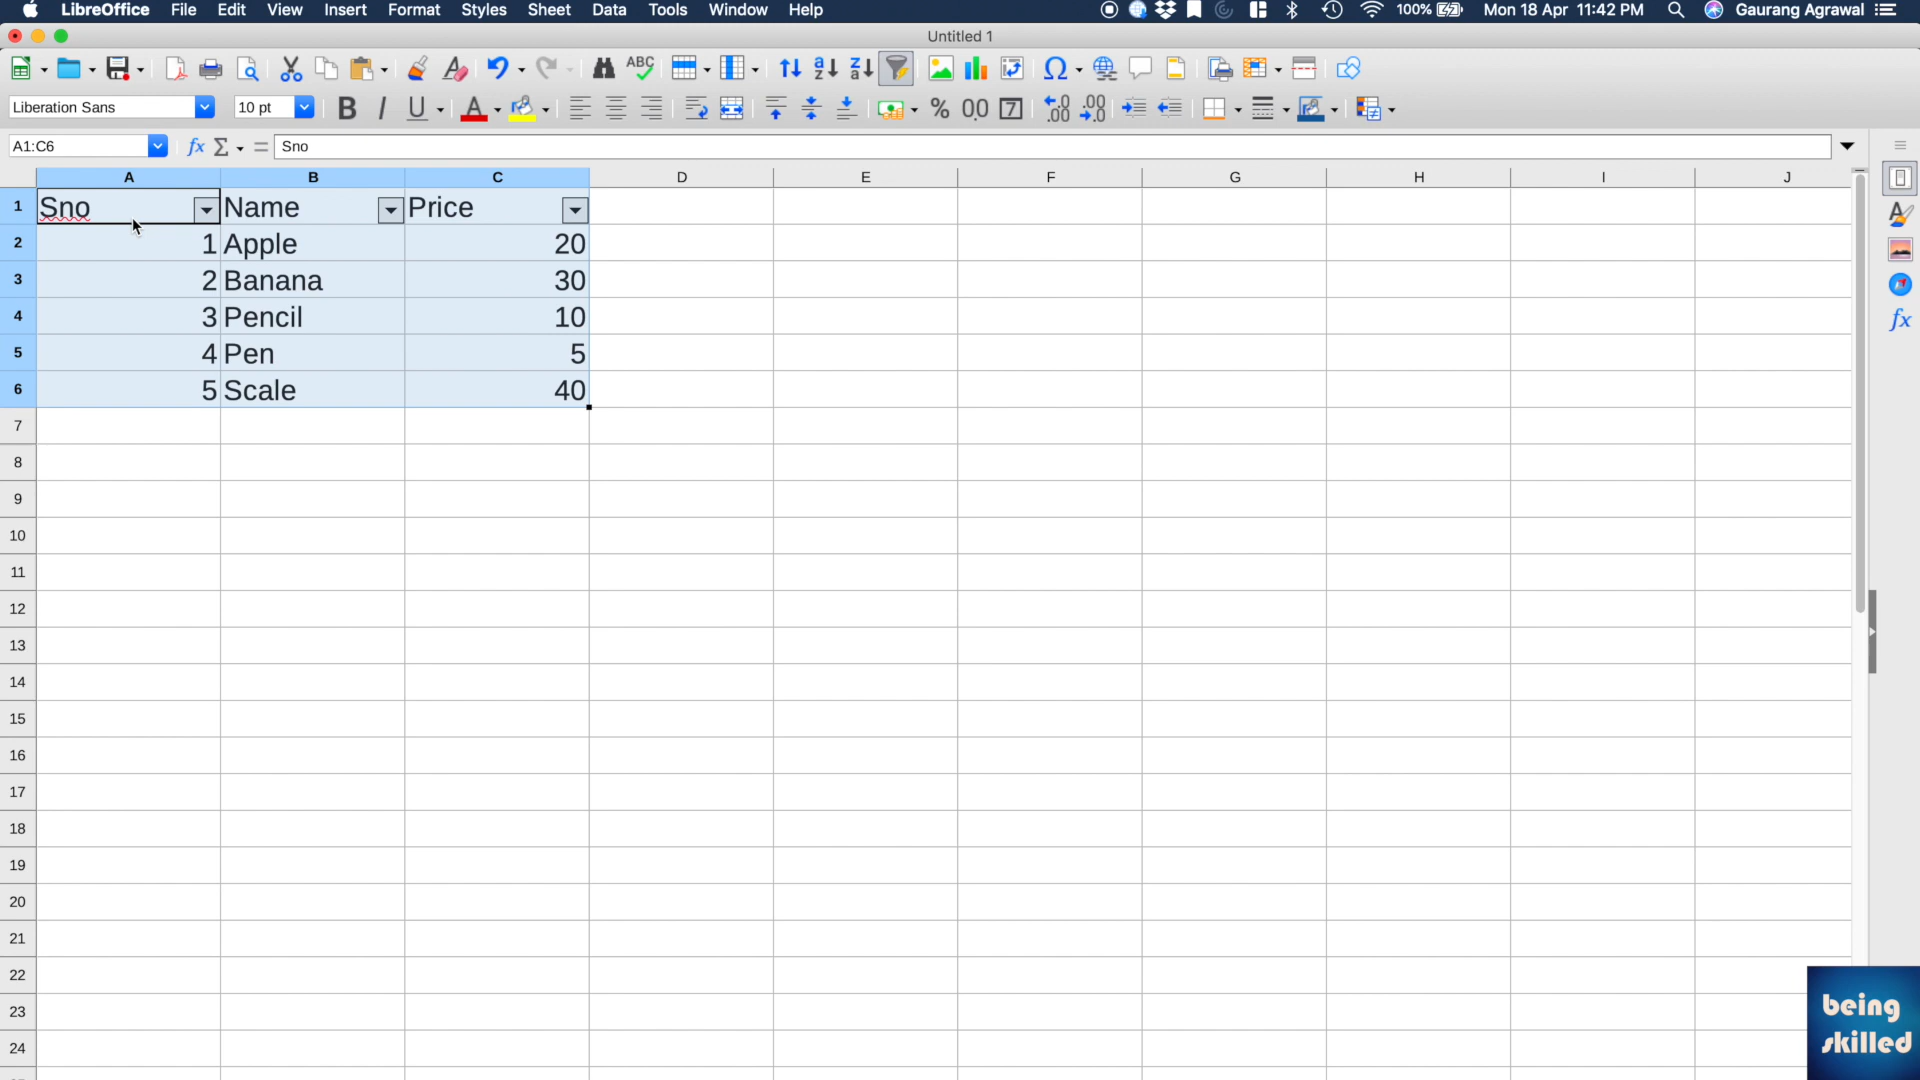 LibreOffice File Edit View Insert Format Styles Sheet Data Tools Window Help 100% Mon 18 Apr 11:42 PM Gaurang Agrawal
Untitled 1
Liberation Sans 10 pt
A1:C6 fx Σ = Sno
A B C D E F G H I J
1 Sno Name Price
2 1 Apple 20
3 2 Banana 30
4 3 Pencil 10
5 4 Pen 5
6 5 Scale 40
7
8
9
10
11
12
13
14
15
16
17
18
19
20
21
22
23
24
being
skilled